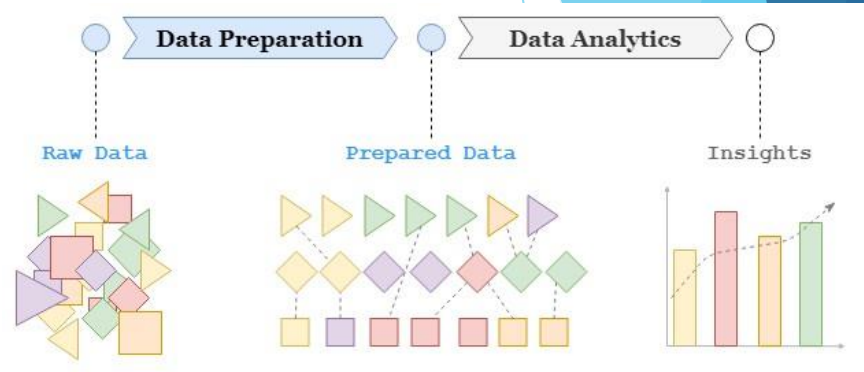 Data Preparation
Data Analytics
Raw Data
Prepared Data
Insights